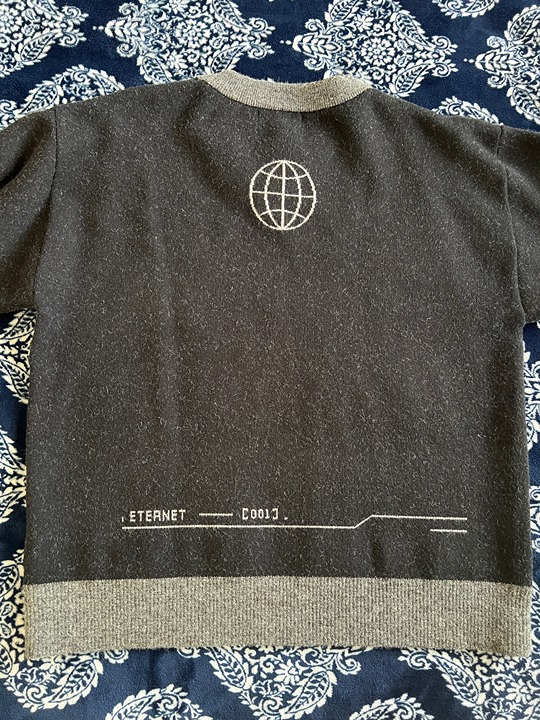 ETERNET — [001].